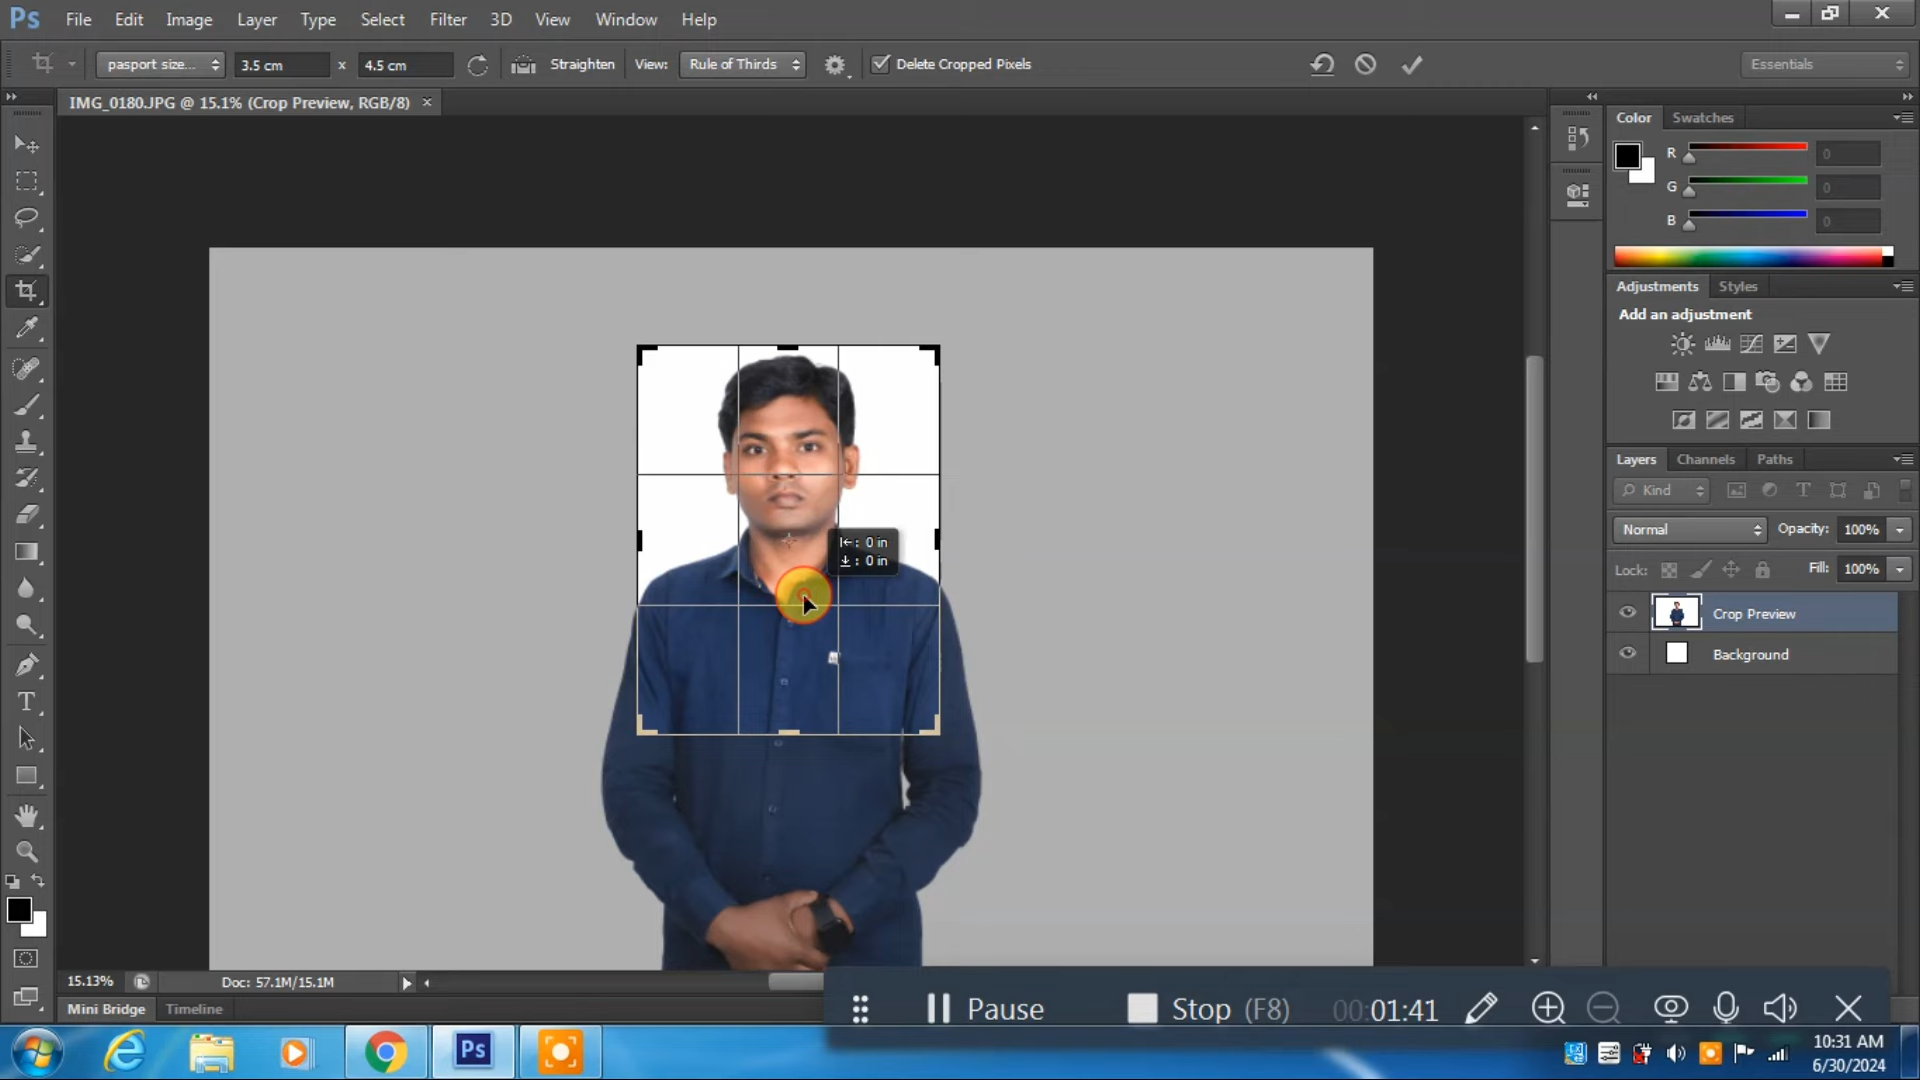 Ps File Edit Image Layer Type Select Filter 3D View Window Help
pasport size... 3.5 cm x 4.5 cm Straighten View: Rule of Thirds Delete Cropped Pixels Essentials
IMG_0180.JPG @ 15.1% (Crop Preview, RGB/8) ×
Color Swatches
R 0
G 0
B 0
Adjustments Styles
Add an adjustment
Layers Channels Paths
Kind
Normal Opacity: 100%
Lock: Fill: 100%
Crop Preview
Background
: 0 in
: 0 in
T
15.13% Doc: 57.1M/15.1M
Mini Bridge Timeline
Pause Stop (F8) 00:01:41
Ps
10:31 AM
6/30/2024